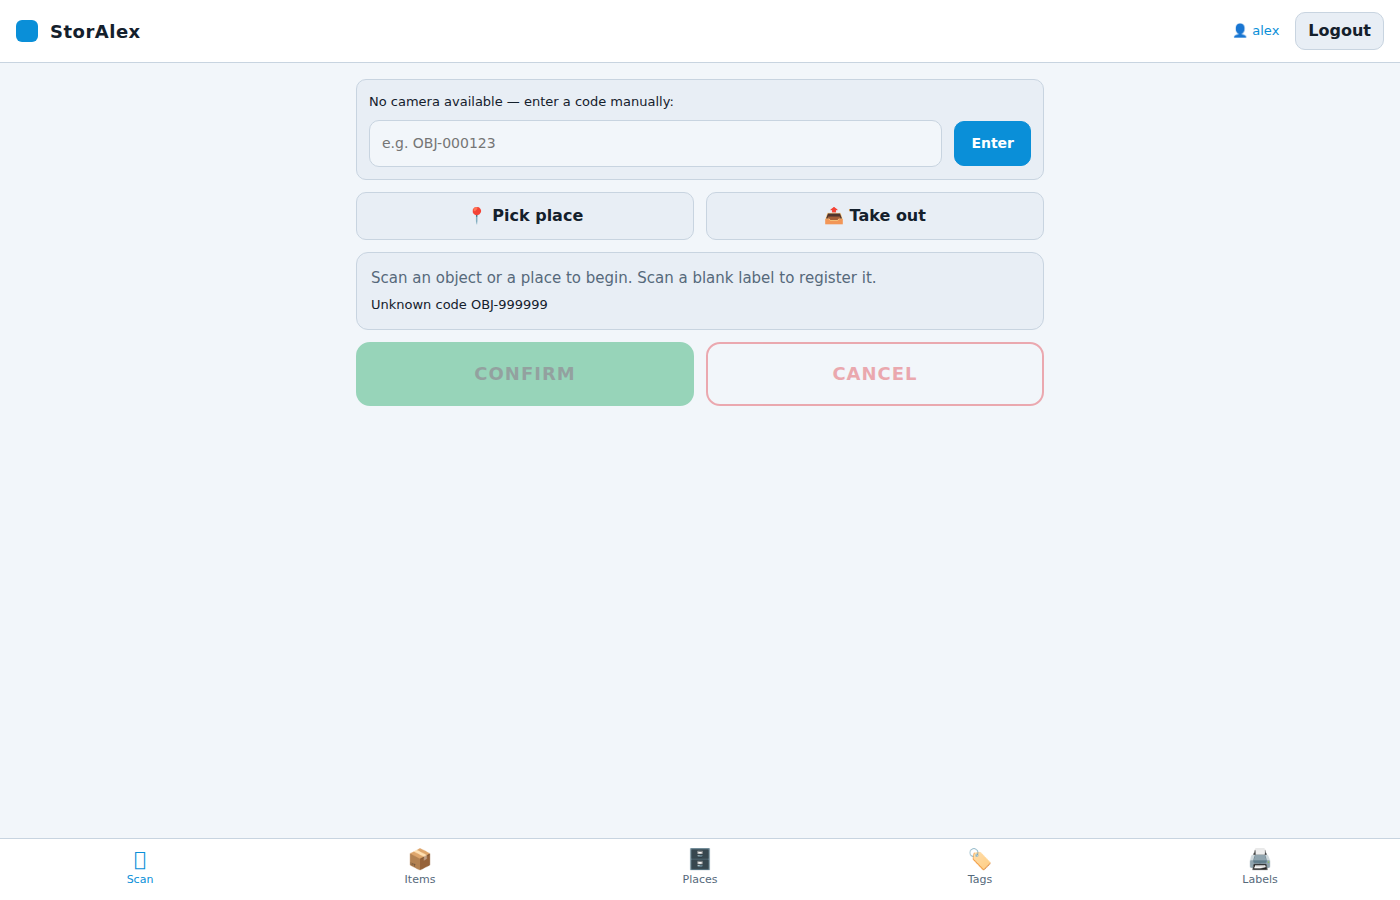 StorAlex
👤 alex
Logout
No camera available — enter a code manually:
e.g. OBJ-000123
Enter
📍 Pick place
📤 Take out
Scan an object or a place to begin. Scan a blank label to register it.
Unknown code OBJ-999999
CONFIRM
CANCEL
Scan
Items
Places
Tags
Labels